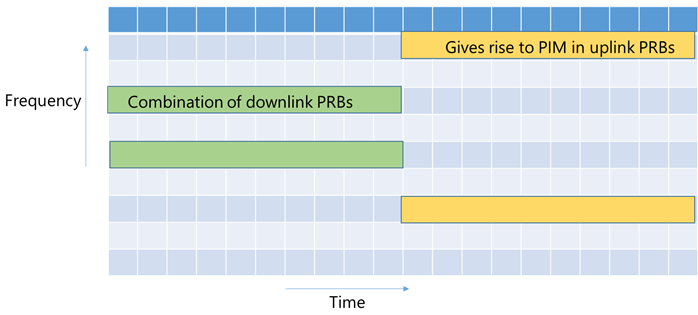 Gives rise to PIM in uplink PRBs
Frequency
Combination of downlink PRBs
Time